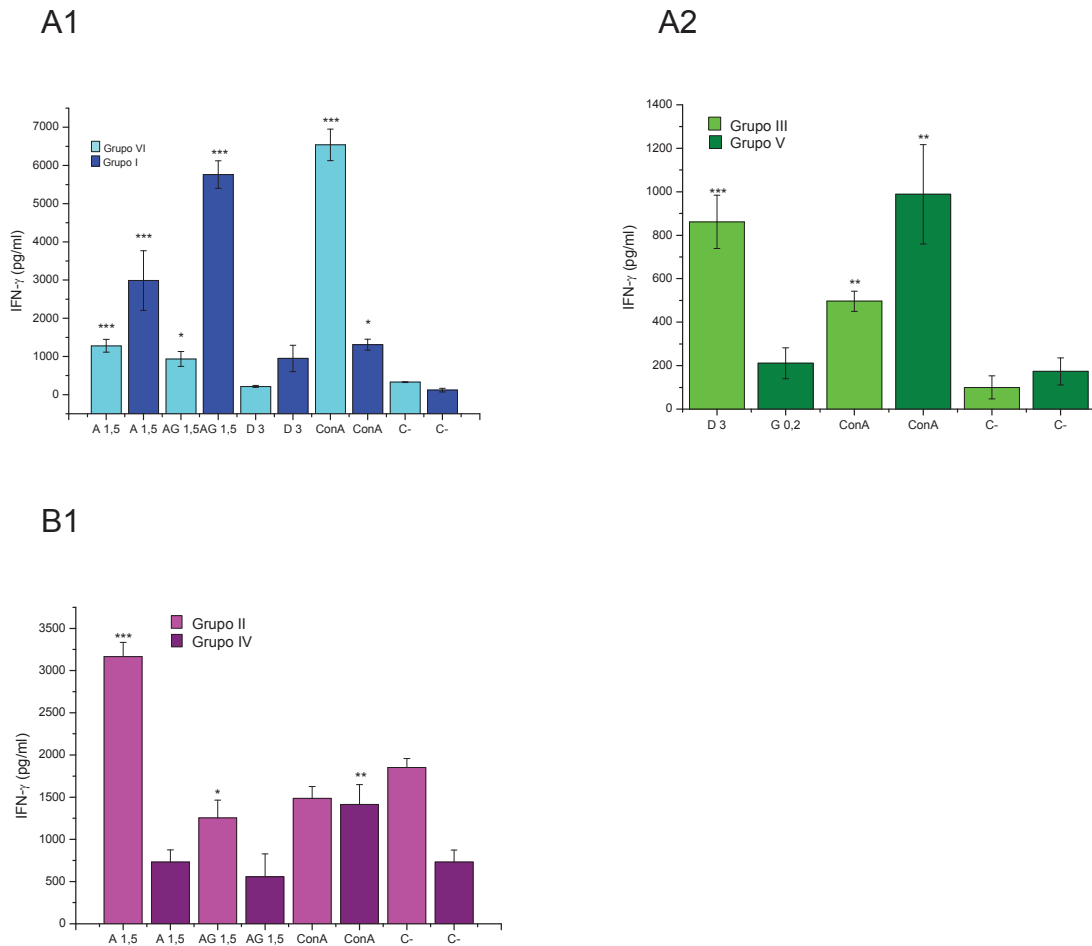 A1
7000
6000
5000
4000
3000
2000
1000
0
IFN-γ (pg/ml)
Grupo VI
Grupo I
***
***
*
***
***
*
A 1,5 A 1,5 AG 1,5 AG 1,5 D 3 D 3 ConA ConA C- C-
A2
1400
1200
1000
800
600
400
200
0
IFN-γ (pg/ml)
Grupo III
Grupo V
***
**
**
D 3 G 0,2 ConA ConA C- C-
B1
3500
3000
2500
2000
1500
1000
500
0
IFN-γ (pg/ml)
Grupo II
Grupo IV
***
*
**
A 1,5 A 1,5 AG 1,5 AG 1,5 ConA ConA C- C-